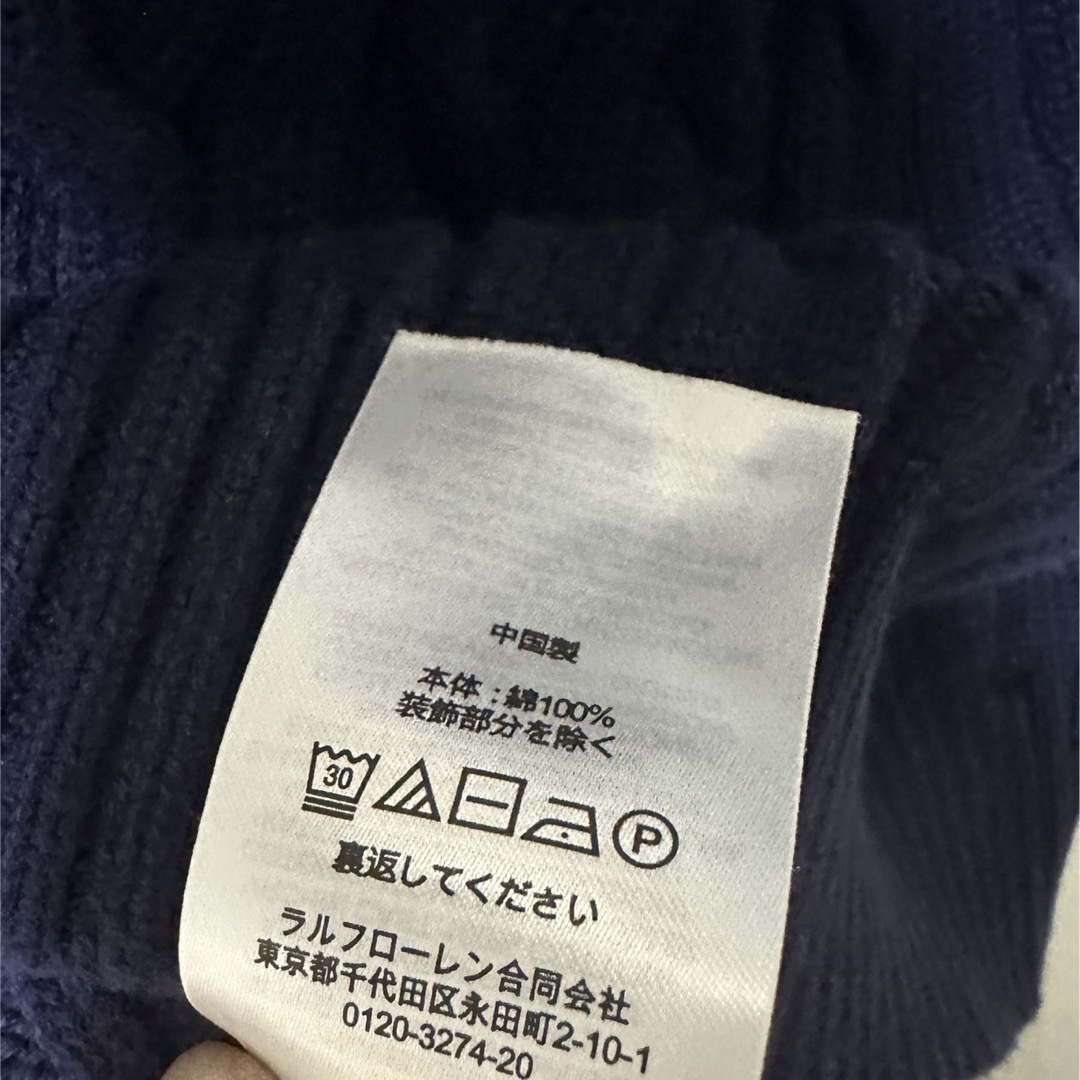 中国製
本体：綿100%
装飾部分を除く
30 P
裏返してください
ラルフローレン合同会社
東京都千代田区永田町2-10-1
0120-3274-20